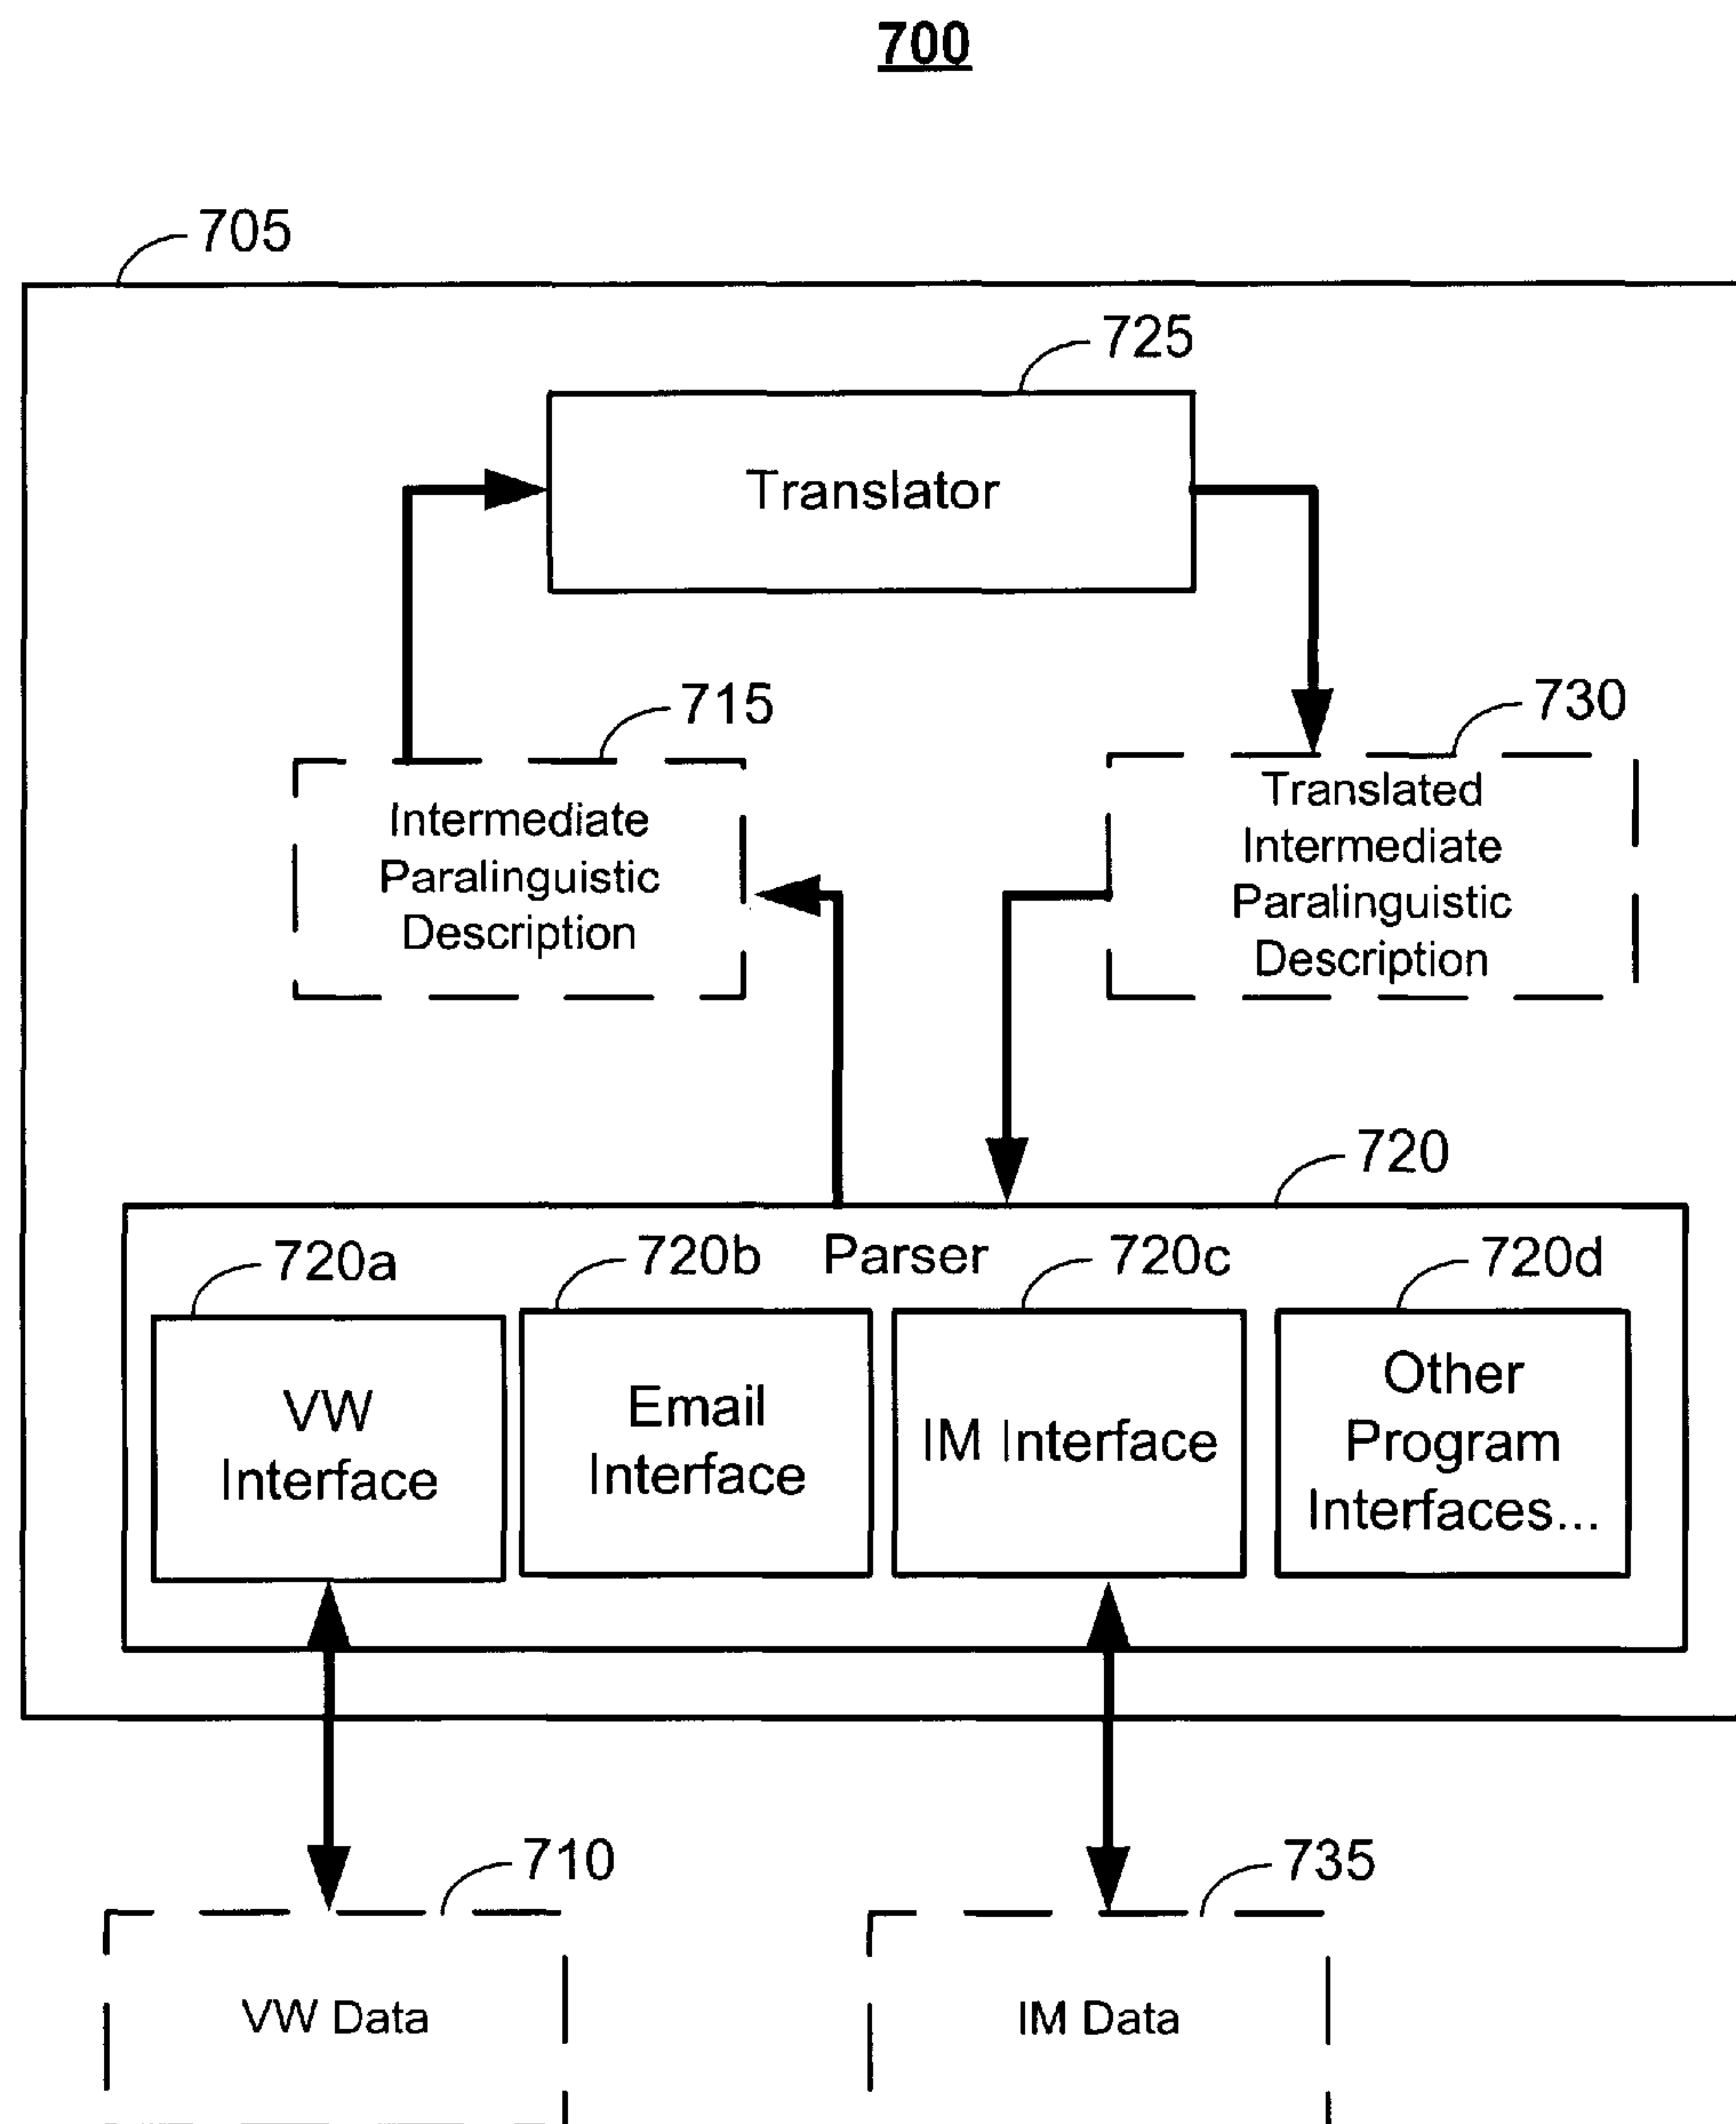 700
705
725
Translator
715
730
Intermediate
Paralinguistic
Description
Translated
Intermediate
Paralinguistic
Description
720
720a
720b
Parser
720c
720d
VW
Interface
Email
Interface
IM Interface
Other
Program
Interfaces...
710
735
VW Data
IM Data